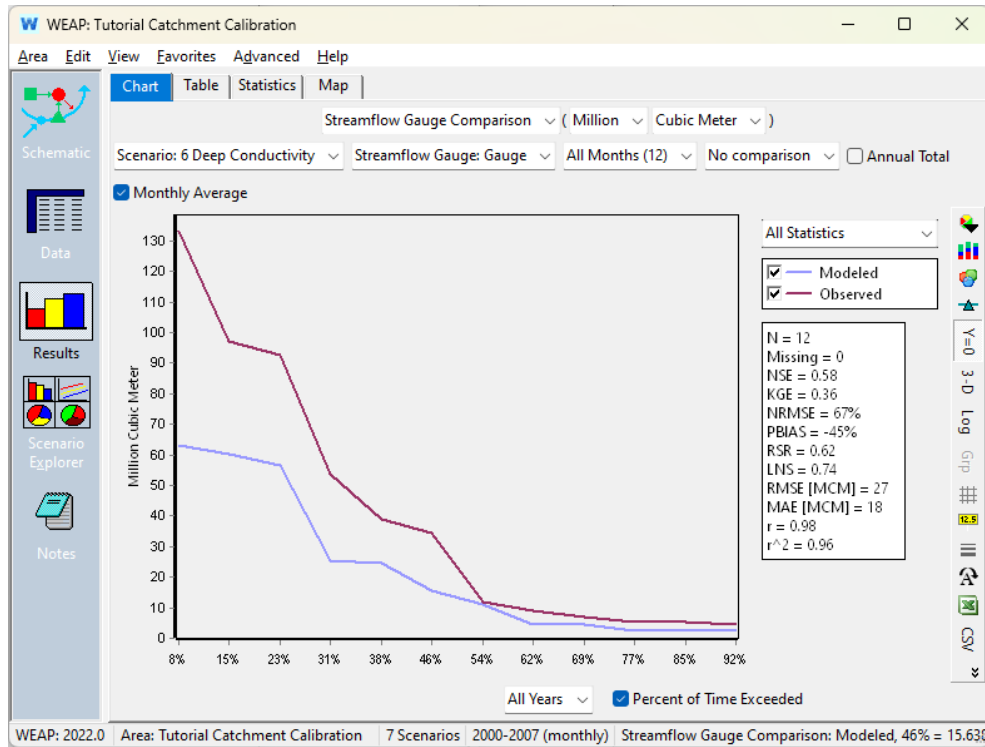 WEAP: Tutorial Catchment Calibration
Area Edit View Favorites Advanced Help
Chart Table Statistics Map
Streamflow Gauge Comparison ( Million Cubic Meter )
Scenario: 6 Deep Conductivity Streamflow Gauge: Gauge All Months (12) No comparison Annual Total
Monthly Average
Schematic
Data
Results
Scenario
Explorer
Notes
Million Cubic Meter
130
120
110
100
90
80
70
60
50
40
30
20
10
0
8% 15% 23% 31% 38% 46% 54% 62% 69% 77% 85% 92%
All Statistics
Modeled
Observed
N = 12
Missing = 0
NSE = 0.58
KGE = 0.36
NRMSE = 67%
PBIAS = -45%
RSR = 0.62
LNS = 0.74
RMSE [MCM] = 27
MAE [MCM] = 18
r = 0.98
r^2 = 0.96
Y=0
3-D
Log
Grp
12.5
A
CSV
All Years Percent of Time Exceeded
WEAP: 2022.0 Area: Tutorial Catchment Calibration 7 Scenarios 2000-2007 (monthly) Streamflow Gauge Comparison: Modeled, 46% = 15.630